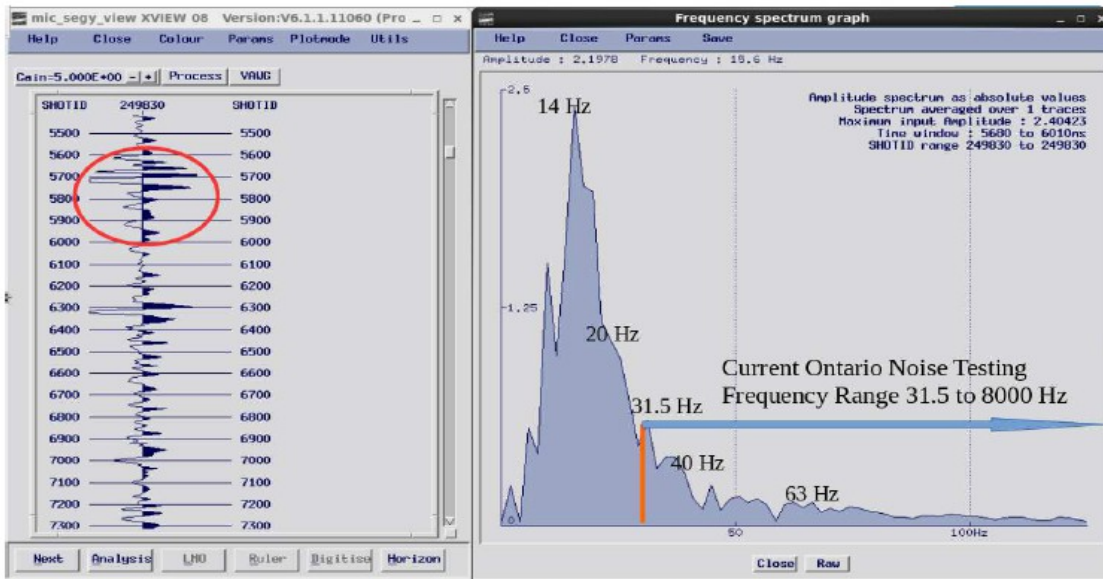 mic_segy_view XVIEW 08 Version:V6.1.1.11060 (Pro
Help Close Colour Params Plotmode Utils
Gain=5.000E+00 - + Process VAUG
SHOTID 249830 SHOTID
5500 5500
5600 5600
5700 5700
5800 5800
5900 5900
6000 6000
6100 6100
6200 6200
6300 6300
6400 6400
6500 6500
6600 6600
6700 6700
6800 6800
6900 6900
7000 7000
7100 7100
7200 7200
7300 7300
Next Analysis LMO Ruler Digitise Horizon
Frequency spectrum graph
Help Close Params Save
Amplitude : 2.1978 Frequency : 18.6 Hz
2.5
14 Hz
Amplitude spectrum as absolute values
Spectrum averaged over 1 traces
Maximum input Amplitude : 2.40423
Time window : 5680 to 6010ms
SHOTID range 249830 to 249830
1.25
20 Hz
Current Ontario Noise Testing
Frequency Range 31.5 to 8000 Hz
31.5 Hz
40 Hz
63 Hz
0
50 100Hz
Close Raw